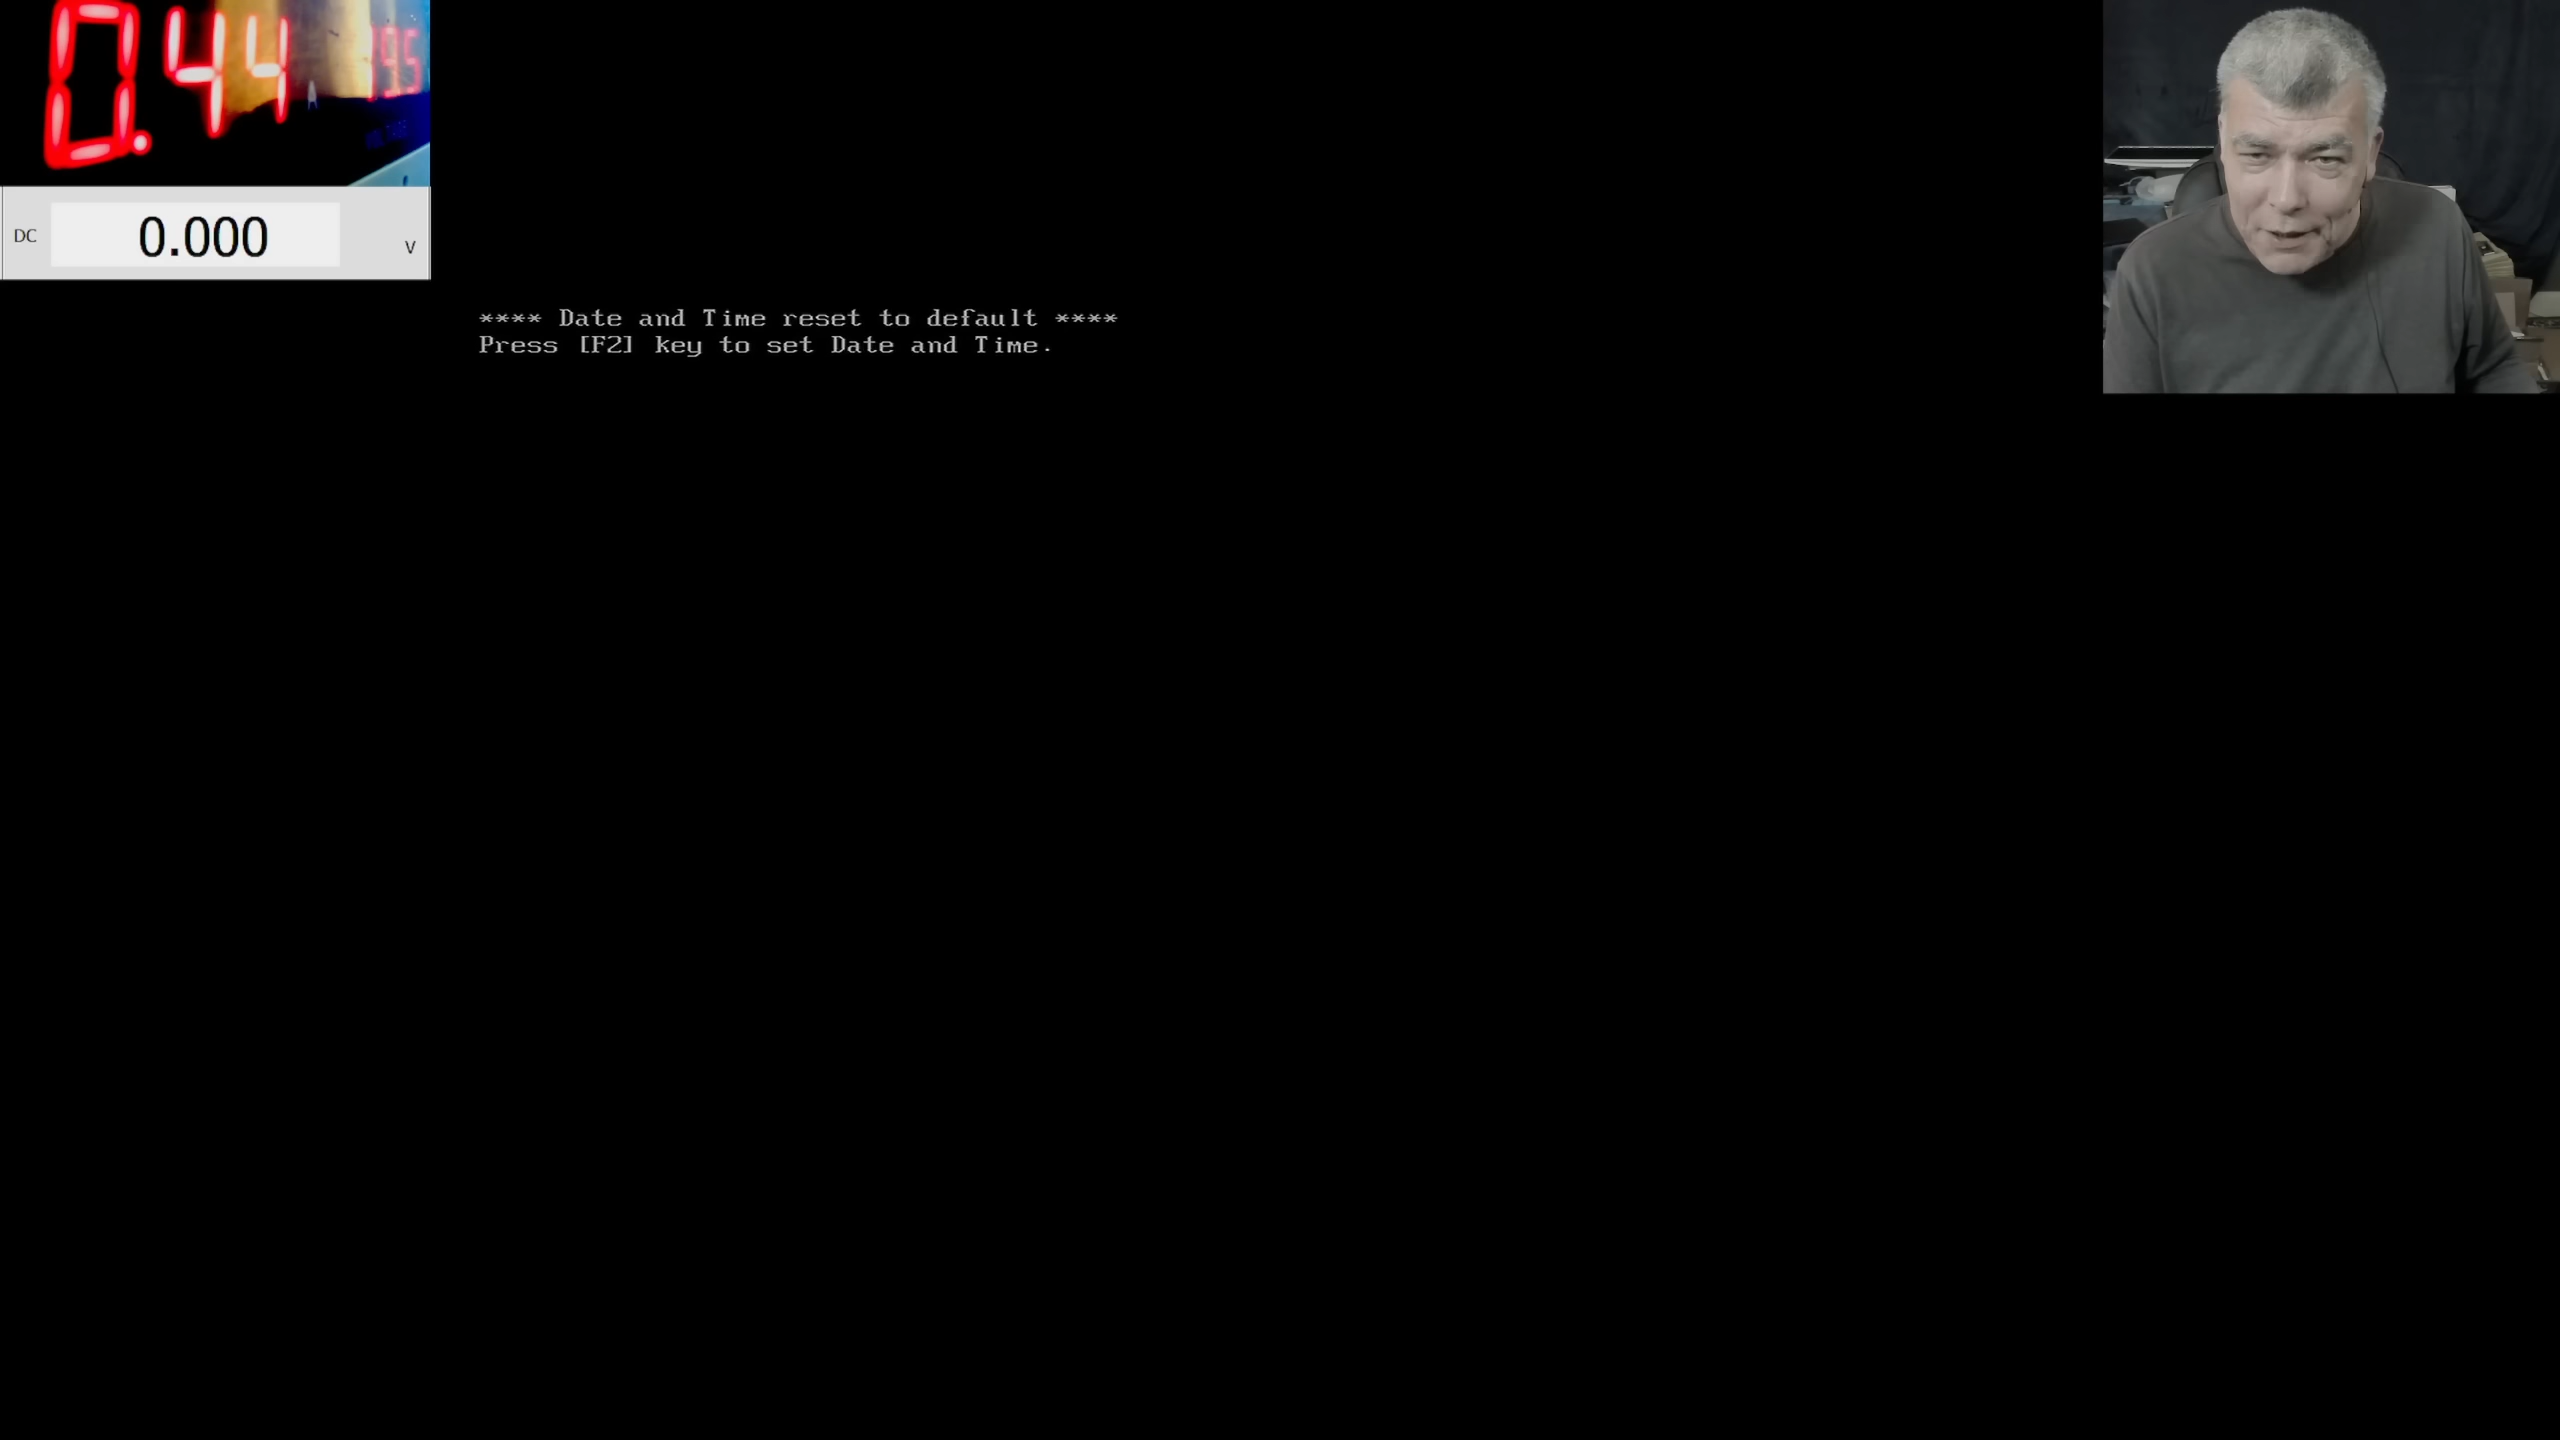 0.44
A
DC 0.000 V
**** Date and Time reset to default ****
Press [F2] key to set Date and Time.